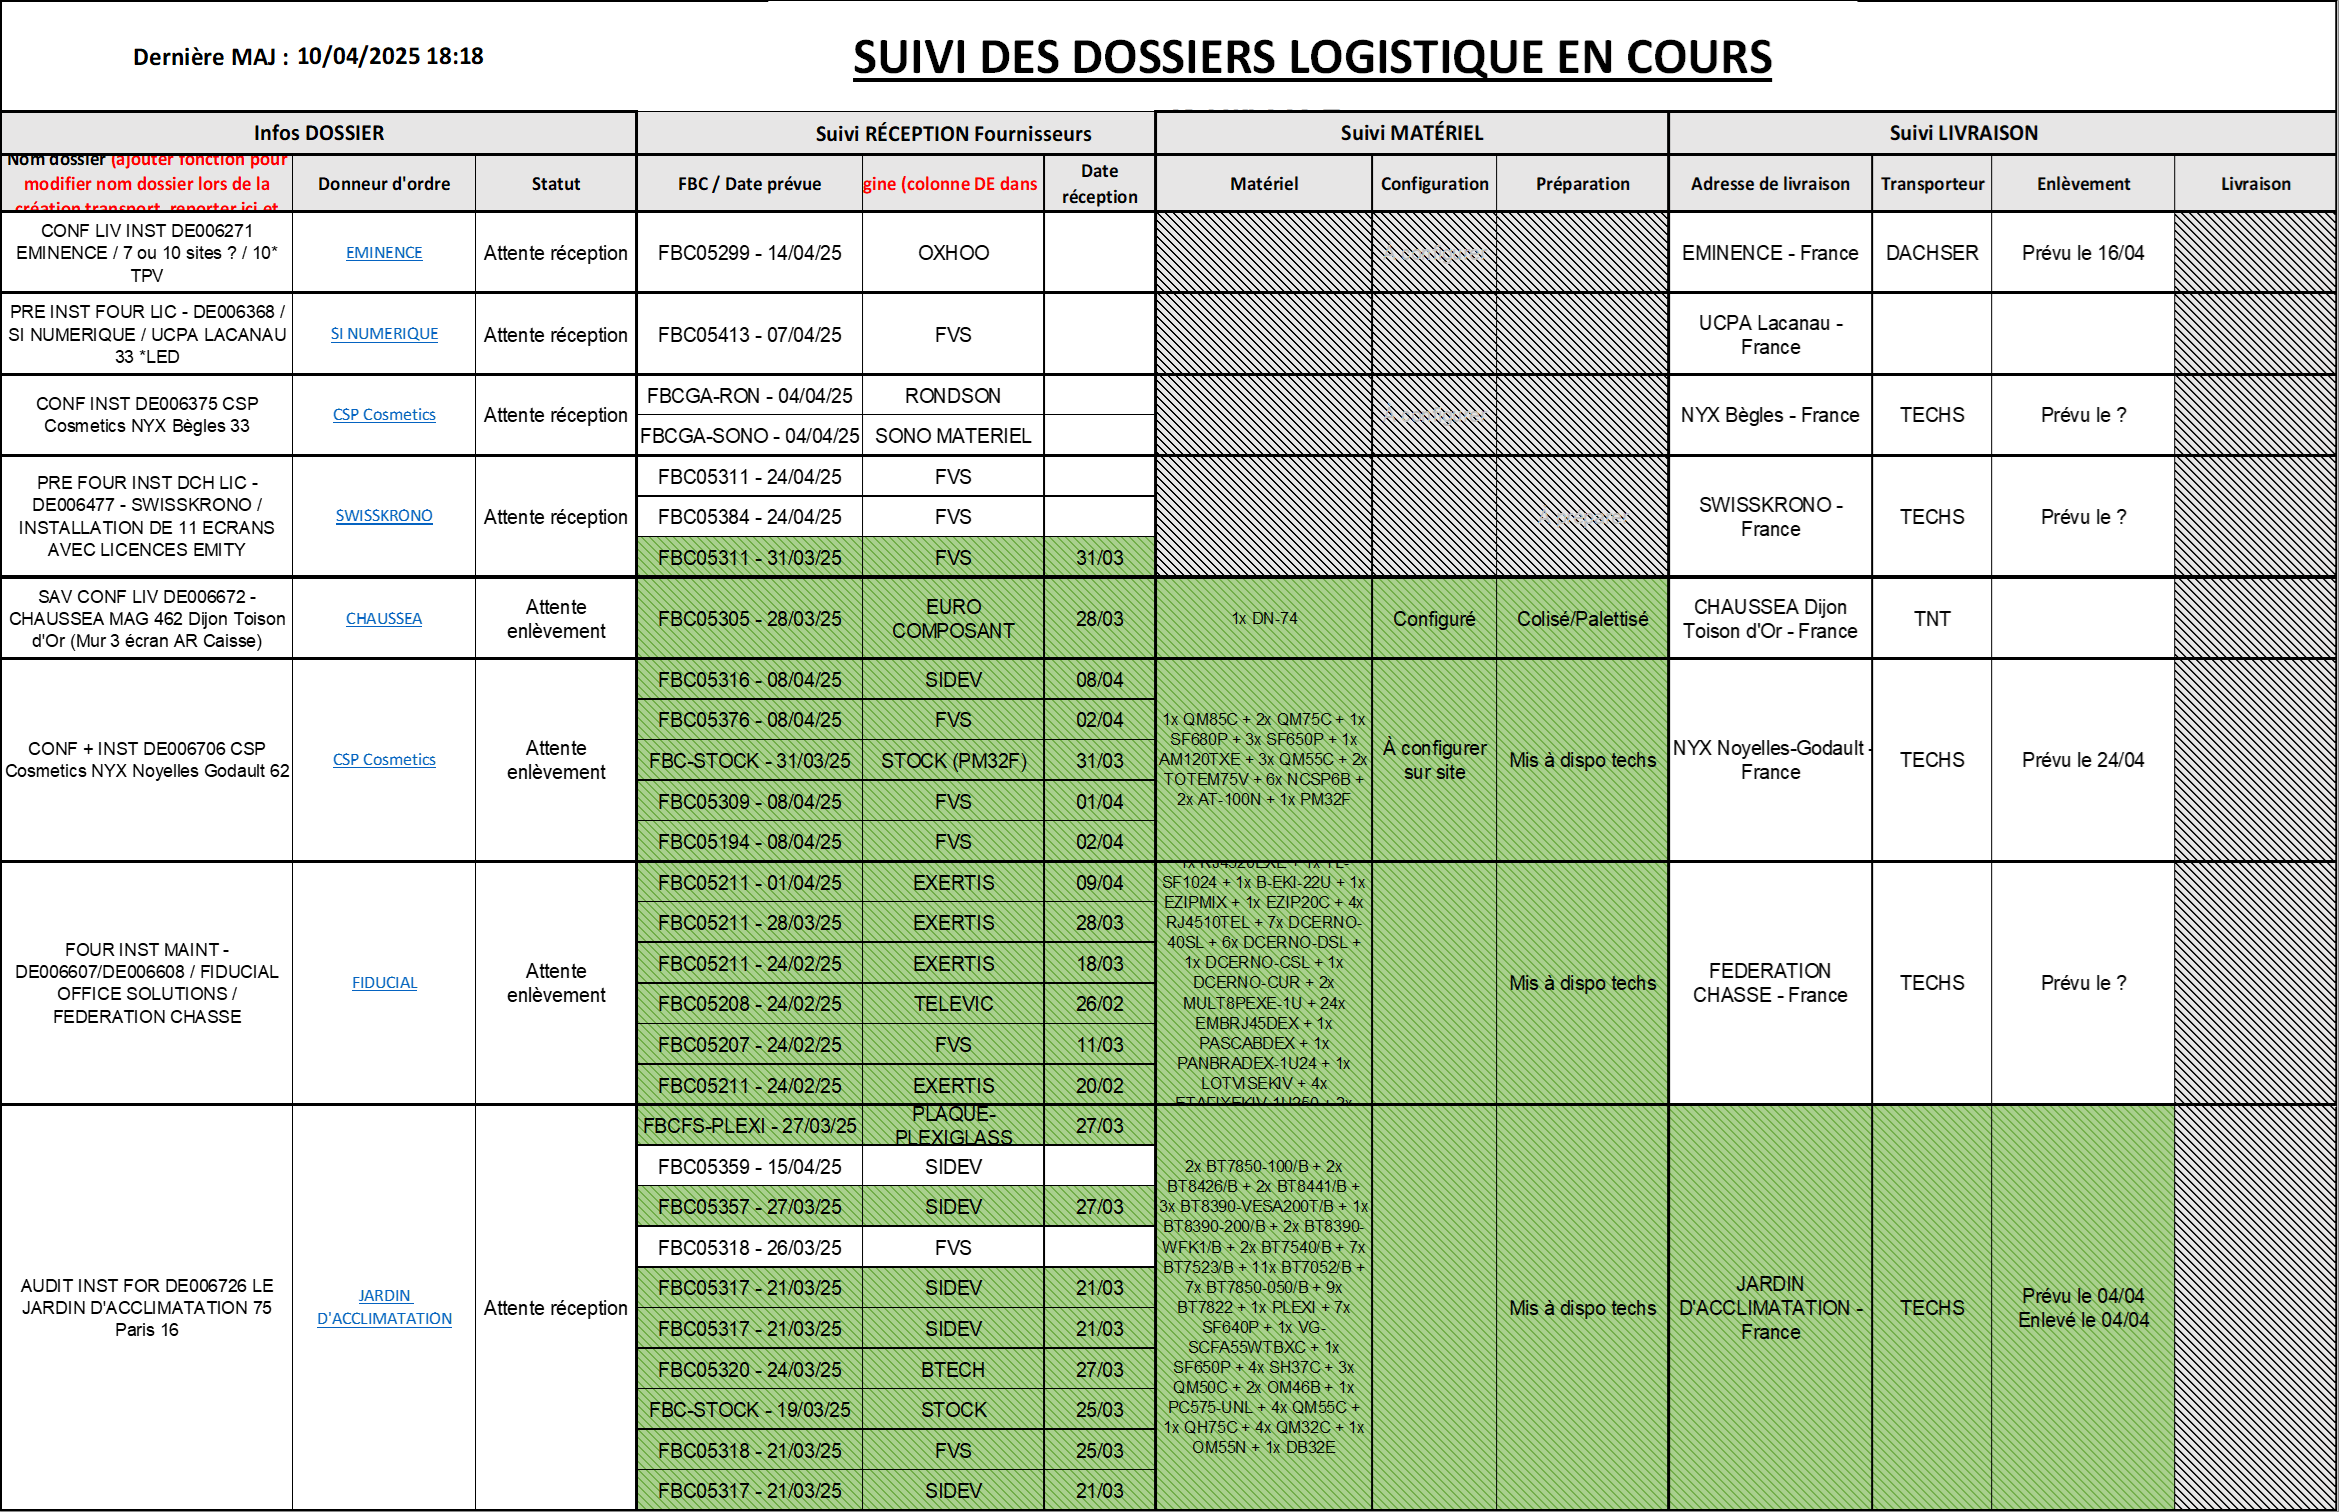 Dernière MAJ : 10/04/2025 18:18
SUIVI DES DOSSIERS LOGISTIQUE EN COURS
Infos DOSSIER
Suivi RÉCEPTION Fournisseurs
Suivi MATÉRIEL
Suivi LIVRAISON
Nom dossier (ajouter fonction pour
modifier nom dossier lors de la
création transport, reporter ici et
Donneur d'ordre
Statut
FBC / Date prévue
gine (colonne DE dans
Date
réception
Matériel
Configuration
Préparation
Adresse de livraison
Transporteur
Enlèvement
Livraison
CONF LIV INST DE006271
EMINENCE / 7 ou 10 sites ? / 10*
TPV
EMINENCE
Attente réception
FBC05299 - 14/04/25
OXHOO
EMINENCE - France
DACHSER
Prévu le 16/04
PRE INST FOUR LIC - DE006368 /
SI NUMERIQUE / UCPA LACANAU
33 *LED
SI NUMERIQUE
Attente réception
FBC05413 - 07/04/25
FVS
UCPA Lacanau -
France
CONF INST DE006375 CSP
Cosmetics NYX Bègles 33
CSP Cosmetics
Attente réception
FBCGA-RON - 04/04/25
RONDSON
FBCGA-SONO - 04/04/25
SONO MATERIEL
NYX Bègles - France
TECHS
Prévu le ?
PRE FOUR INST DCH LIC -
DE006477 - SWISSKRONO /
INSTALLATION DE 11 ECRANS
AVEC LICENCES EMITY
SWISSKRONO
Attente réception
FBC05311 - 24/04/25
FVS
FBC05384 - 24/04/25
FVS
FBC05311 - 31/03/25
FVS
31/03
À préparer
SWISSKRONO -
France
TECHS
Prévu le ?
SAV CONF LIV DE006672 -
CHAUSSEA MAG 462 Dijon Toison
d'Or (Mur 3 écran AR Caisse)
CHAUSSEA
Attente
enlèvement
FBC05305 - 28/03/25
EURO
COMPOSANT
28/03
1x DN-74
Configuré
Colisé/Palettisé
CHAUSSEA Dijon
Toison d'Or - France
TNT
CONF + INST DE006706 CSP
Cosmetics NYX Noyelles Godault 62
CSP Cosmetics
Attente
enlèvement
FBC05316 - 08/04/25
SIDEV
08/04
FBC05376 - 08/04/25
FVS
02/04
FBC-STOCK - 31/03/25
STOCK (PM32F)
31/03
FBC05309 - 08/04/25
FVS
01/04
FBC05194 - 08/04/25
FVS
02/04
1x QM85C + 2x QM75C + 1x
SF680P + 3x SF650P + 1x
AM120TXE + 3x QM55C + 2x
TOTEM75V + 6x NCSP6B +
2x AT-100N + 1x PM32F
À configurer
sur site
Mis à dispo techs
NYX Noyelles-Godault -
France
TECHS
Prévu le 24/04
FOUR INST MAINT -
DE006607/DE006608 / FIDUCIAL
OFFICE SOLUTIONS /
FEDERATION CHASSE
FIDUCIAL
Attente
enlèvement
FBC05211 - 01/04/25
EXERTIS
09/04
FBC05211 - 28/03/25
EXERTIS
28/03
FBC05211 - 24/02/25
EXERTIS
18/03
FBC05208 - 24/02/25
TELEVIC
26/02
FBC05207 - 24/02/25
FVS
11/03
FBC05211 - 24/02/25
EXERTIS
20/02
SF1024 + 1x B-EKI-22U + 1x
EZIPMIX + 1x EZIP20C + 4x
RJ4510TEL + 7x DCERNO-
40SL + 6x DCERNO-DSL +
1x DCERNO-CSL + 1x
DCERNO-CUR + 2x
MULT8PEXE-1U + 24x
EMBRJ45DEX + 1x
PASCABDEX + 1x
PANBRADEX-1U24 + 1x
LOTVISEKIV + 4x
ETAFIXEKIV-1U250 + 2x
Mis à dispo techs
FEDERATION
CHASSE - France
TECHS
Prévu le ?
AUDIT INST FOR DE006726 LE
JARDIN D'ACCLIMATATION 75
Paris 16
JARDIN
D'ACCLIMATATION
Attente réception
FBCFS-PLEXI - 27/03/25
PLAQUE-
PLEXIGLASS
27/03
FBC05359 - 15/04/25
SIDEV
FBC05357 - 27/03/25
SIDEV
27/03
FBC05318 - 26/03/25
FVS
FBC05317 - 21/03/25
SIDEV
21/03
FBC05317 - 21/03/25
SIDEV
21/03
FBC05320 - 24/03/25
BTECH
27/03
FBC-STOCK - 19/03/25
STOCK
25/03
FBC05318 - 21/03/25
FVS
25/03
FBC05317 - 21/03/25
SIDEV
21/03
2x BT7850-100/B + 2x
BT8426/B + 2x BT8441/B +
3x BT8390-VESA200T/B + 1x
BT8390-200/B + 2x BT8390-
WFK1/B + 2x BT7540/B + 7x
BT7523/B + 11x BT7052/B +
7x BT7850-050/B + 9x
BT7822 + 1x PLEXI + 7x
SF640P + 1x VG-
SCFA55WTBXC + 1x
SF650P + 4x SH37C + 3x
QM50C + 2x OM46B + 1x
PC575-UNL + 4x QM55C +
1x QH75C + 4x QM32C + 1x
OM55N + 1x DB32E
Mis à dispo techs
JARDIN
D'ACCLIMATATION -
France
TECHS
Prévu le 04/04
Enlevé le 04/04